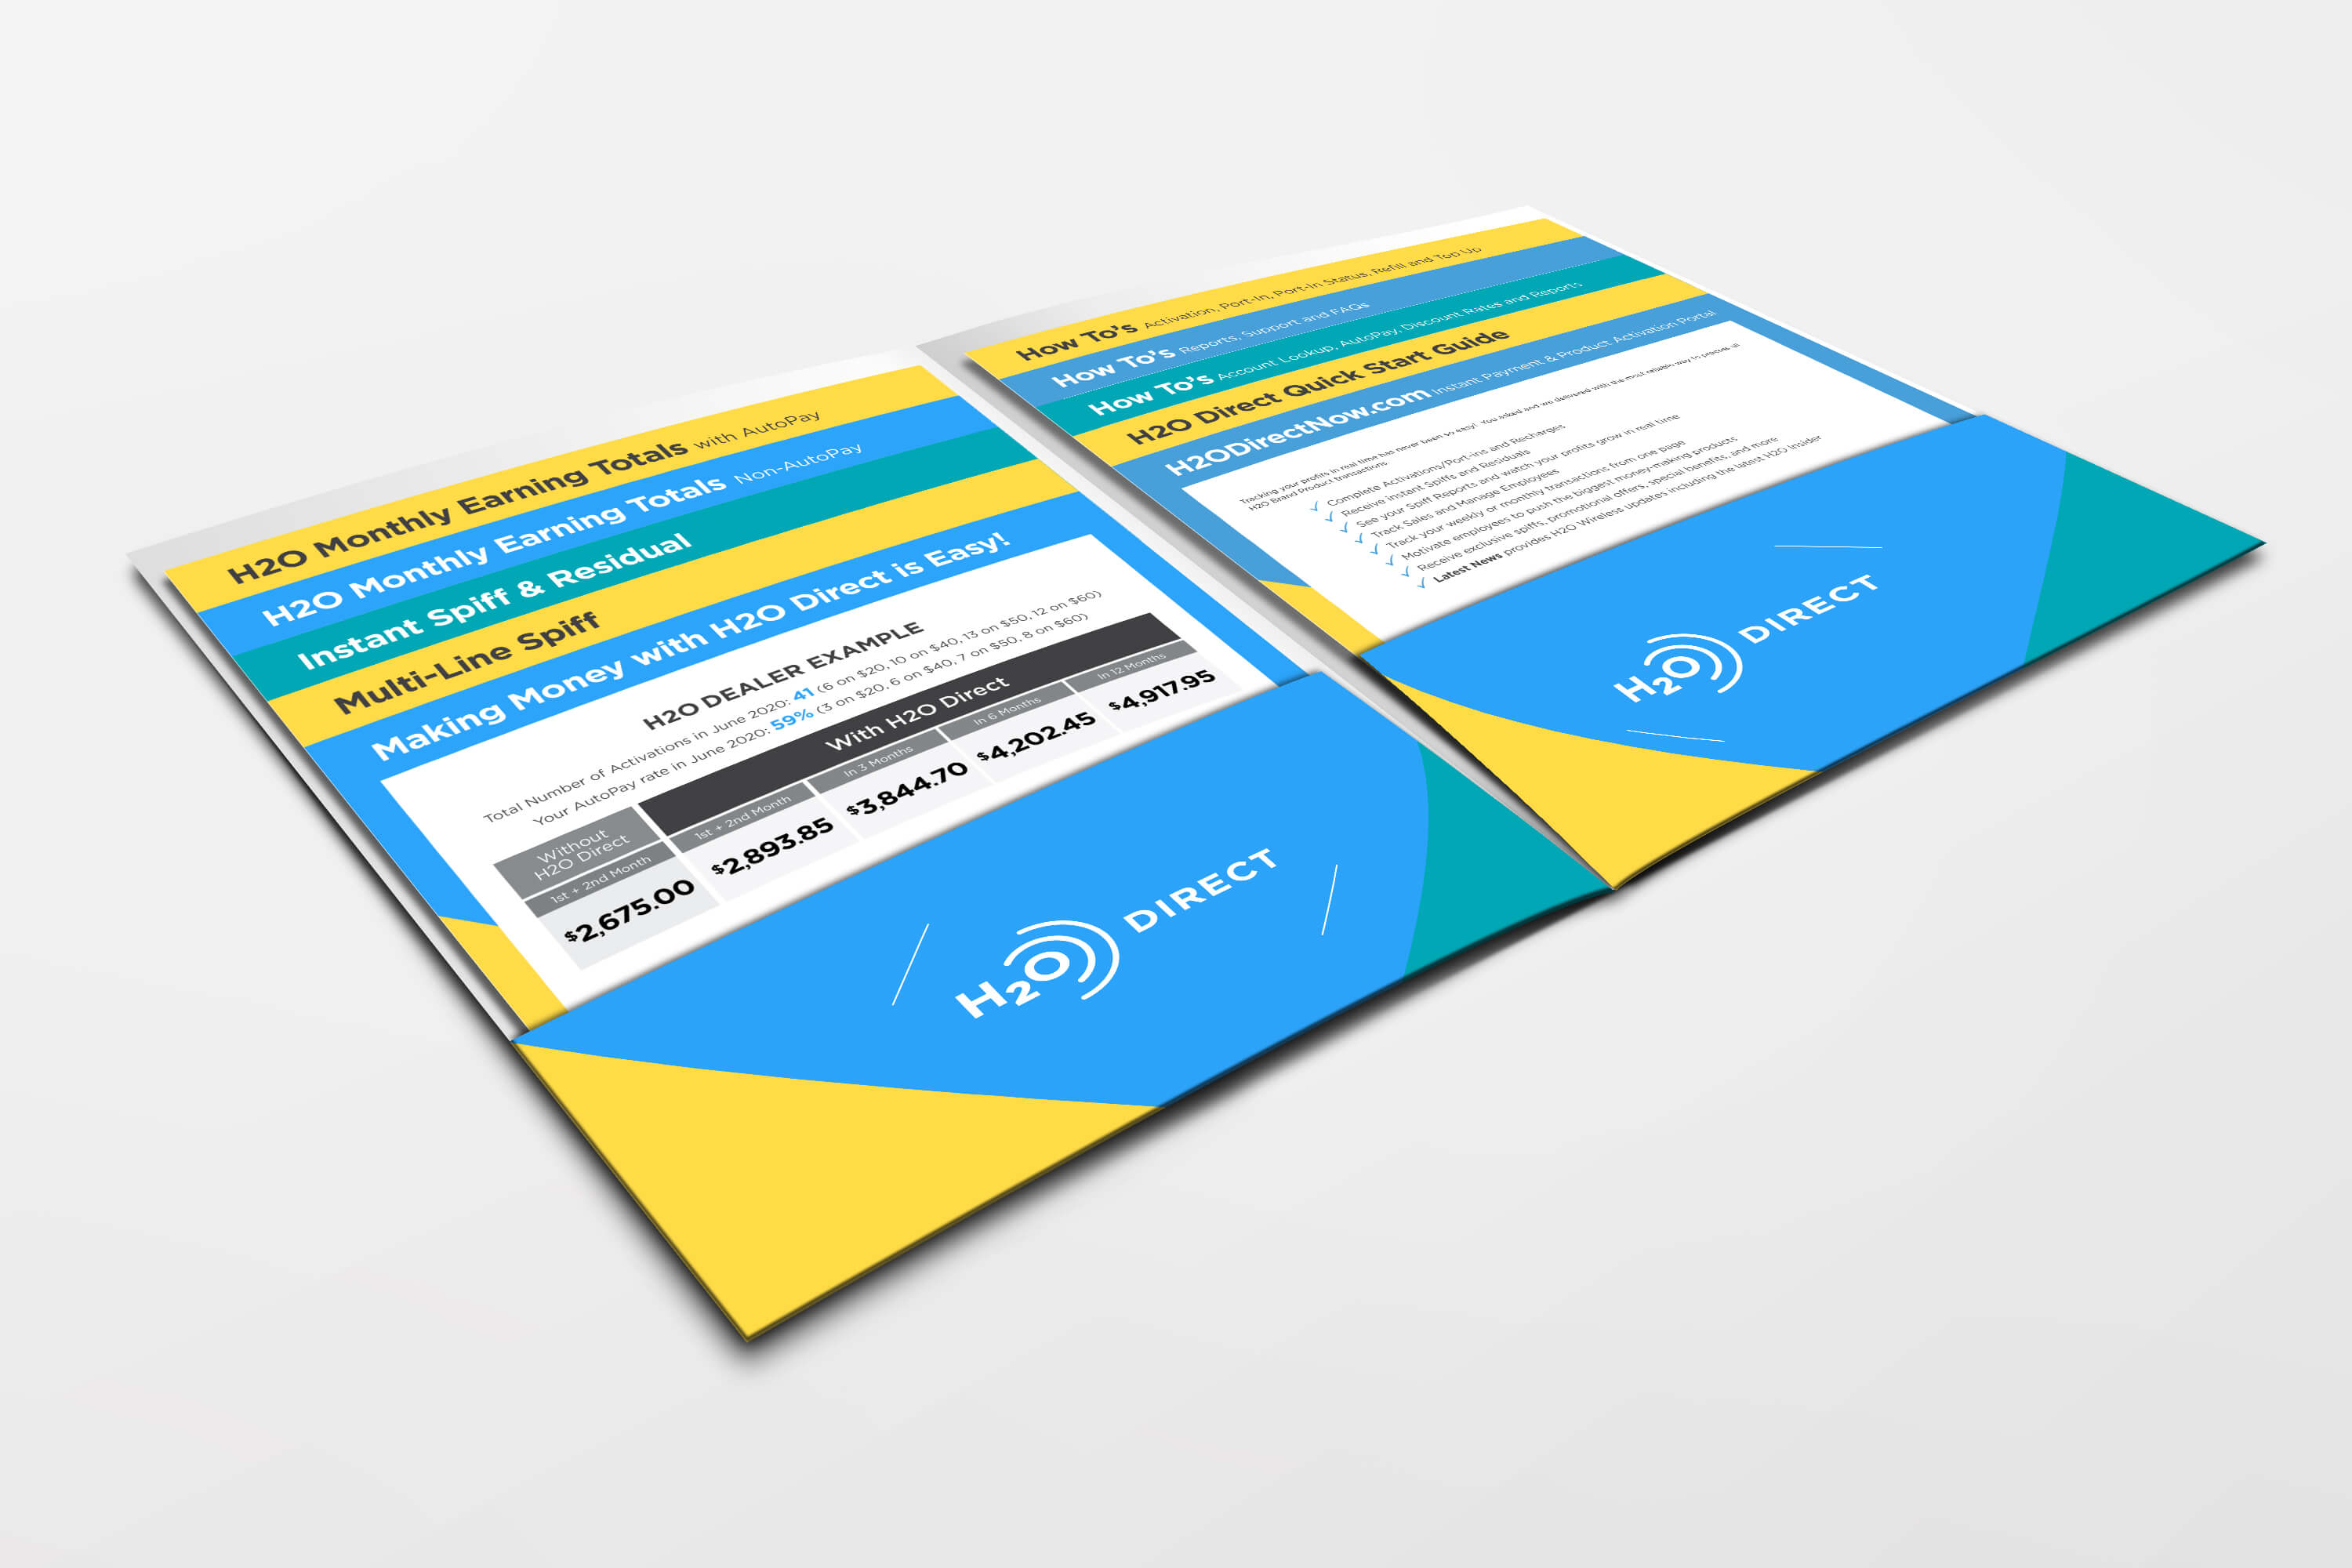 H2O Monthly Earning Totals with AutoPay
H2O Monthly Earning Totals Non-AutoPay
Instant Spiff & Residual
Multi-Line Spiff
Making Money with H2O Direct is Easy!
H2O DEALER EXAMPLE
Total Number of Activations in June 2020: 41 (6 on $20, 10 on $40, 13 on $50, 12 on $60)
Your AutoPay rate in June 2020: 59% (3 on $20, 6 on $40, 7 on $50, 8 on $60)
Without
H2O Direct
With H2O Direct
1st + 2nd Month
1st + 2nd Month
In 3 Months
In 6 Months
In 12 Months
$2,675.00
$2,893.85
$3,844.70
$4,202.45
$4,917.95
H2O DIRECT
How To's Activation, Port-In, Port-In Status, Refill and Top Up
How To's Reports, Support and FAQs
How To's Account Lookup, AutoPay, Discount Rates and Reports
H2O Direct Quick Start Guide
H2ODirectNow.com Instant Payment & Product Activation Portal
Tracking your profits in real time has never been so easy! You asked and we delivered with the most reliable way to process all
H2O Brand Product transactions
Complete Activations/Port-ins and Recharges
Receive instant Spiffs and Residuals
See your Spiff Reports and watch your profits grow in real time
Track Sales and Manage Employees
Track your weekly or monthly transactions from one page
Motivate employees to push the biggest money-making products
Receive exclusive spiffs, promotional offers, special benefits, and more
Latest News provides H2O Wireless updates including the latest H2O Insider
H2O DIRECT